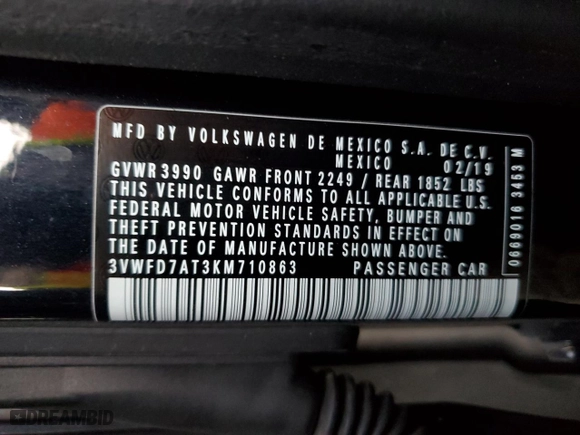 MFD BY VOLKSWAGEN DE MEXICO S.A. DE C.V.
MEXICO 02/19
GVWR 3990 GAWR FRONT 2249 / REAR 1852 LBS
THIS VEHICLE CONFORMS TO ALL APPLICABLE U.S.
FEDERAL MOTOR VEHICLE SAFETY, BUMPER AND
THEFT PREVENTION STANDARDS IN EFFECT ON
THE DATE OF MANUFACTURE SHOWN ABOVE.
3VWFD7AT3KM710863 PASSENGER CAR
0669016 3463 M
DREAMBID